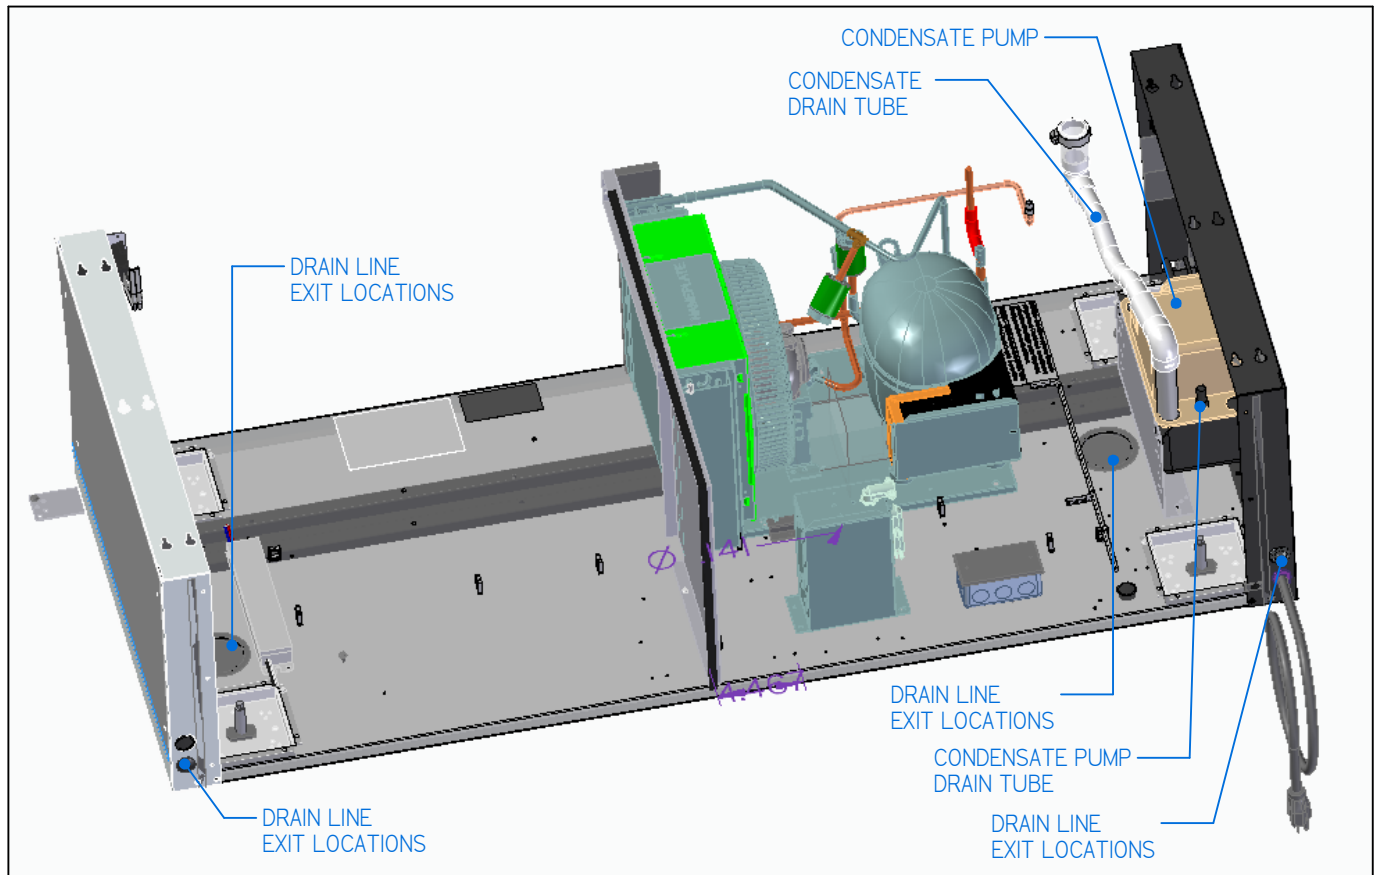 CONDENSATE PUMP
CONDENSATE
DRAIN TUBE
DRAIN LINE
EXIT LOCATIONS
DRAIN LINE
EXIT LOCATIONS
CONDENSATE PUMP
DRAIN TUBE
DRAIN LINE
EXIT LOCATIONS
DRAIN LINE
EXIT LOCATIONS